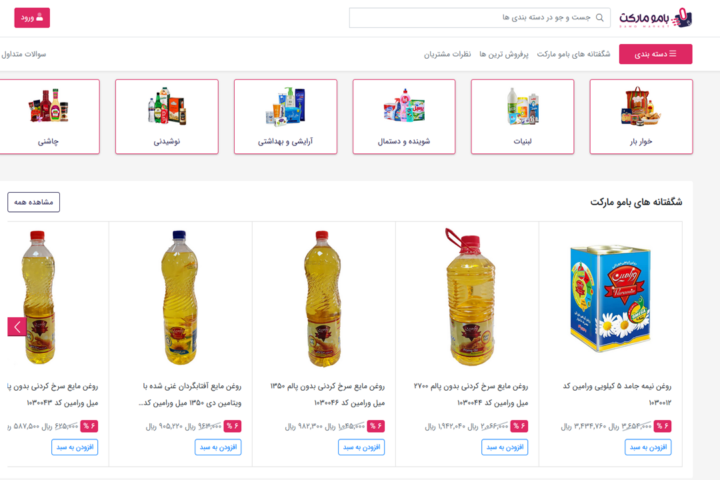 بامو مارکت
جست و جو در دسته بندی ها
ورود
دسته بندی
شگفتانه های بامو مارکت
پرفروش ترین ها
نظرات مشتریان
سوالات متداول
خوار بار
لبنیات
شوینده و دستمال
آرایشی و بهداشتی
نوشیدنی
چاشنی
شگفتانه های بامو مارکت
مشاهده همه
روغن نیمه جامد ۵ کیلویی ورامین کد
۱۰۳۰۰۱۲
۶ % ۳,۶۵۴,۰۰۰ ریال ۳,۴۳۴,۷۶۰ ریال
افزودن به سبد
روغن مایع سرخ کردنی بدون پالم ۲۷۰۰
میل ورامین کد ۱۰۳۰۰۴۴
۶ % ۲,۰۶۶,۰۰۰ ریال ۱,۹۴۲,۰۴۰ ریال
افزودن به سبد
روغن مایع سرخ کردنی بدون پالم ۱۳۵۰
میل ورامین کد ۱۰۳۰۰۴۶
۶ % ۱,۰۴۵,۰۰۰ ریال ۹۸۲,۳۰۰ ریال
افزودن به سبد
روغن مایع آفتابگردان غنی شده با
ویتامین دی ۱۳۵۰ میل ورامین کد...
۶ % ۹۶۳,۰۰۰ ریال ۹۰۵,۲۲۰ ریال
افزودن به سبد
روغن مایع سرخ کردنی بدون پا
میل ورامین کد ۱۰۳۰۰۴۳
۶ % ۶۲۵,۰۰۰ ریال ۵۸۷,۵۰۰
افزودن به سبد